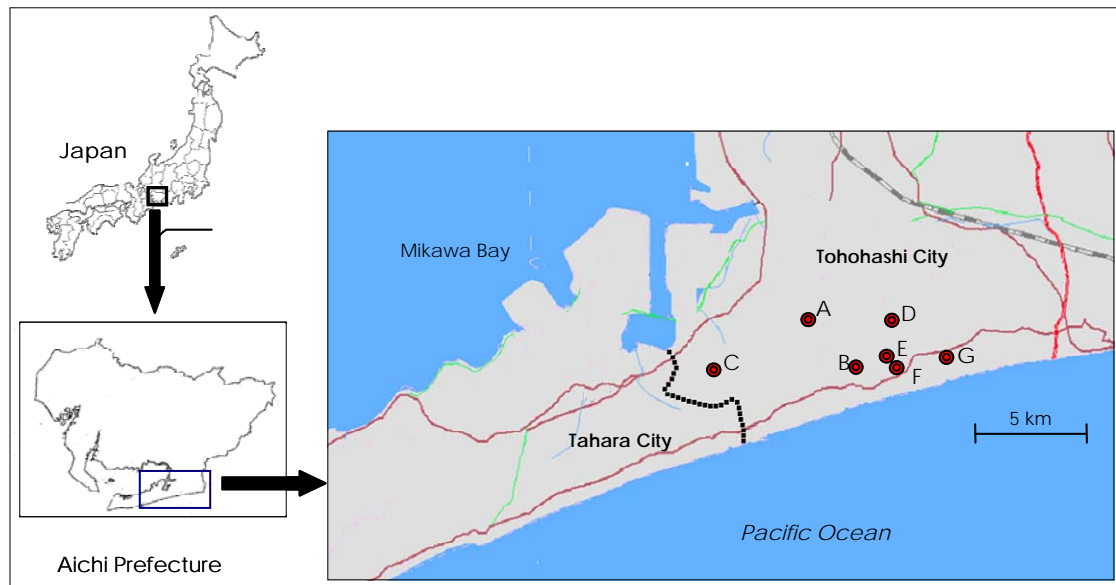 Japan
Mikawa Bay
Tohohashi City
A
D
E
B
G
F
C
5 km
Tahara City
Pacific Ocean
Aichi Prefecture